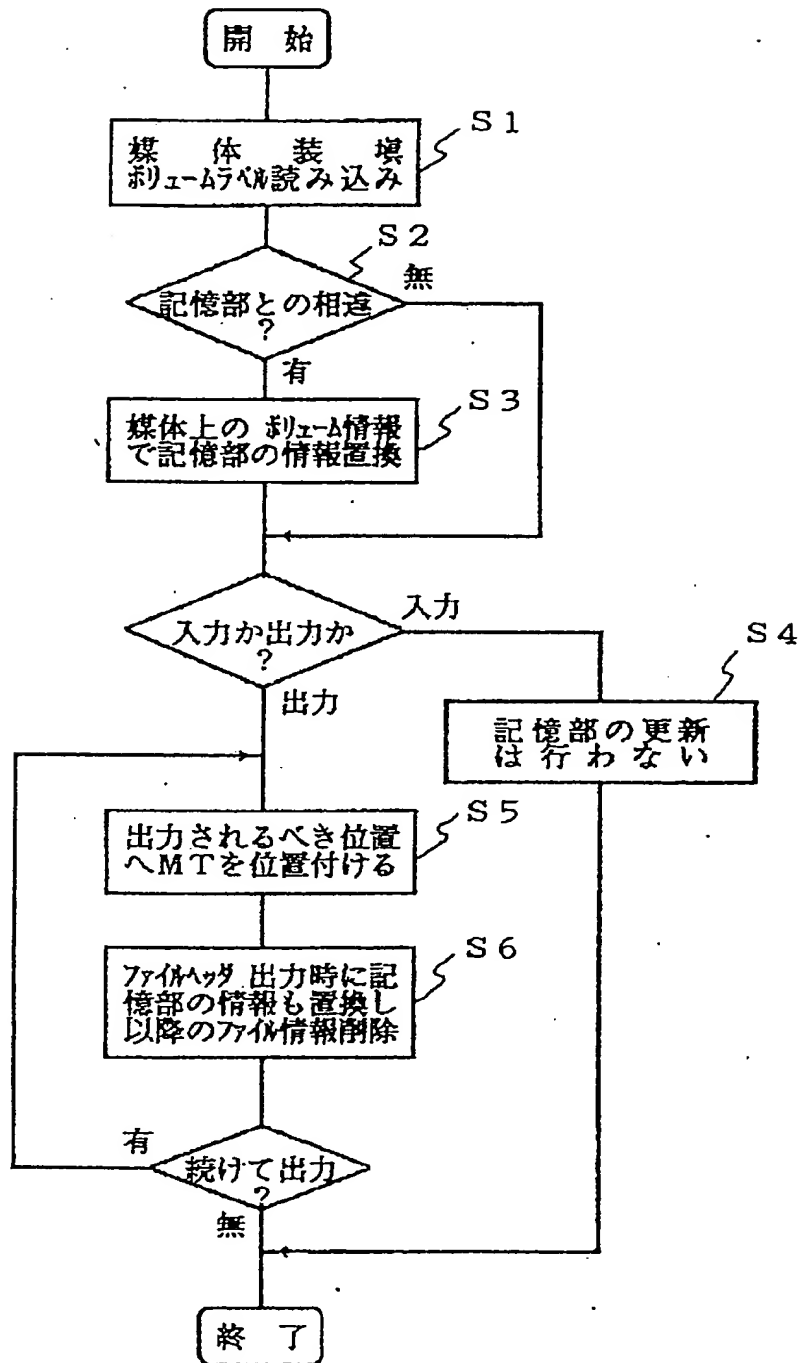 開 始
S1
媒 体 装 填
ボリュームラベル読み込み
S2
無
記憶部との相違
?
有
S3
媒体上の ボリューム情報
で記憶部の情報置換
入力か出力か
?
入力
出力
S4
記憶部の更新
は行わない
S5
出力されるべき位置
へMTを位置付ける
S6
ファイルヘッダ 出力時に記
憶部の情報も置換し
以降のファイル情報削除
有
続けて出力
?
無
終 了